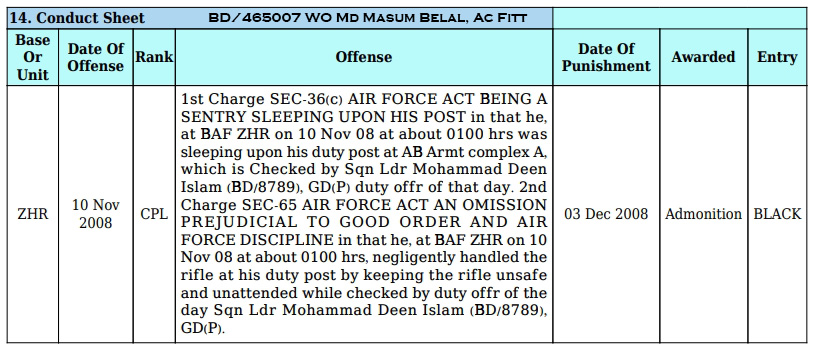 14. Conduct Sheet BD/465007 WO MD MASUM BELAL, AC FITT
Base Or Unit Date Of Offense Rank Offense Date Of Punishment Awarded Entry
1st Charge SEC-36(c) AIR FORCE ACT BEING A
SENTRY SLEEPING UPON HIS POST in that he,
at BAF ZHR on 10 Nov 08 at about 0100 hrs was
sleeping upon his duty post at AB Armt complex A,
which is Checked by Sqn Ldr Mohammad Deen
Islam (BD/8789), GD(P) duty offr of that day. 2nd
Charge SEC-65 AIR FORCE ACT AN OMISSION
PREJUDICIAL TO GOOD ORDER AND AIR
FORCE DISCIPLINE in that he, at BAF ZHR on 10
Nov 08 at about 0100 hrs, negligently handled the
rifle at his duty post by keeping the rifle unsafe
and unattended while checked by duty offr of the
day Sqn Ldr Mohammad Deen Islam (BD/8789),
GD(P).
ZHR 10 Nov 2008 CPL 03 Dec 2008 Admonition BLACK